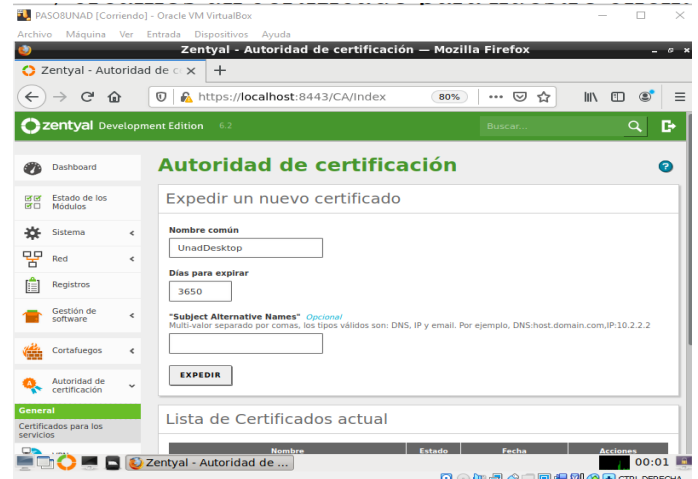 PASO8UNAD [Corriendo] - Oracle VM VirtualBox
Archivo Máquina Ver Entrada Dispositivos Ayuda
Zentyal - Autoridad de certificación — Mozilla Firefox
Zentyal - Autoridad de c
https://localhost:8443/CA/Index 80%
zentyal Development Edition 6.2 Buscar...
Dashboard
Estado de los Módulos
Sistema
Red
Registros
Gestión de software
Cortafuegos
Autoridad de certificación
General
Certificados para los servicios
Autoridad de certificación
Expedir un nuevo certificado
Nombre común
UnadDesktop
Días para expirar
3650
"Subject Alternative Names" Opcional
Multi-valor separado por comas, los tipos válidos son: DNS, IP y email. Por ejemplo, DNS:host.domain.com,IP:10.2.2.2
EXPEDIR
Lista de Certificados actual
Nombre Estado Fecha Acciones
Zentyal - Autoridad de ... 00:01
CTRL DERECHA